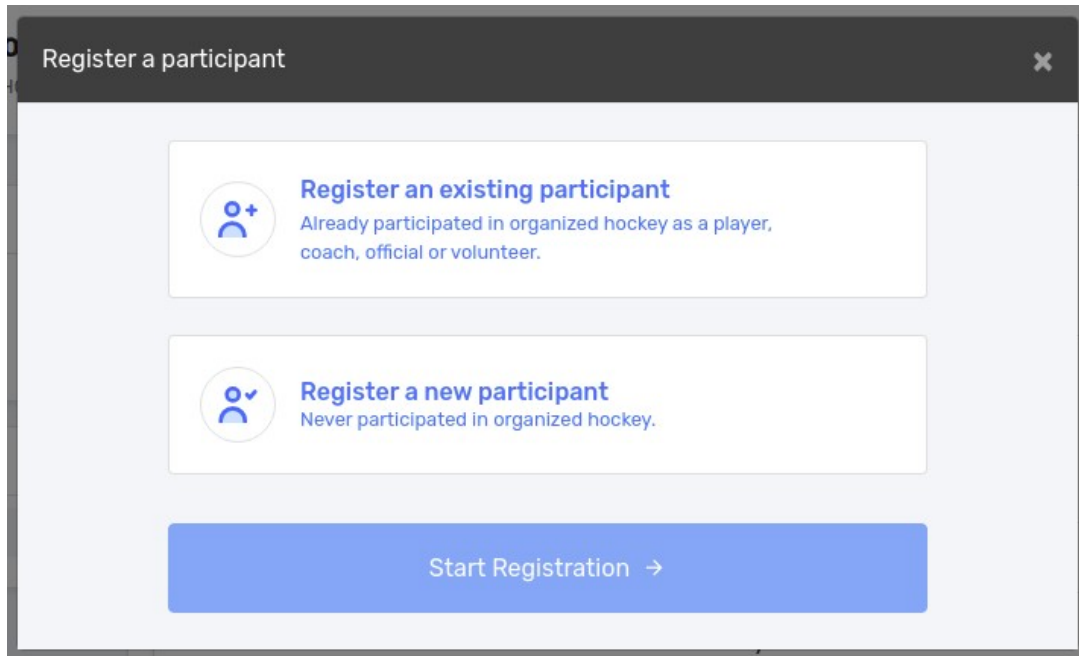 Register a participant
Register an existing participant
Already participated in organized hockey as a player,
coach, official or volunteer.
Register a new participant
Never participated in organized hockey.
Start Registration →